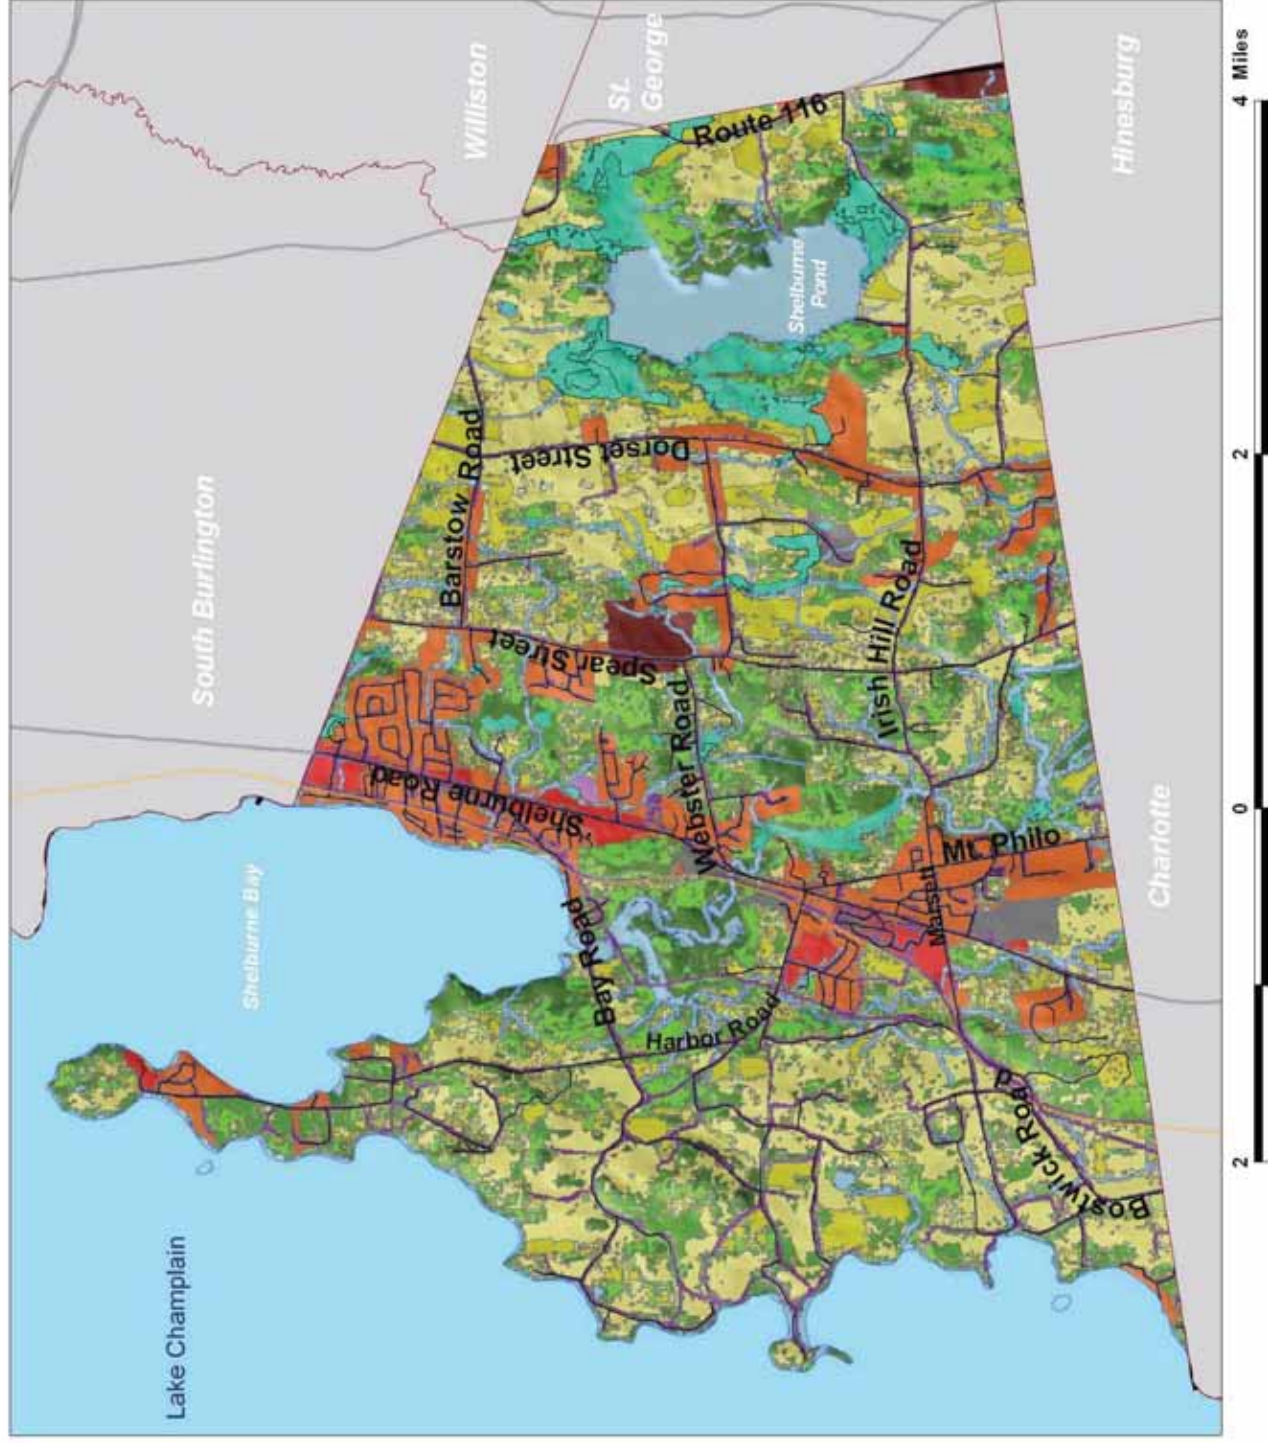 Lake Champlain
Shelburne Bay
South Burlington
Williston
St.
George
Shelburne Road
Spear Street
Barstow Road
Dorset Street
Route 116
Shelburne
Pond
Bay Road
Harbor Road
Webster Road
Irish Hill Road
Marsett
Mt. Philo
Bostwick Road
Charlotte
Hinesburg
2
0
2
4 Miles